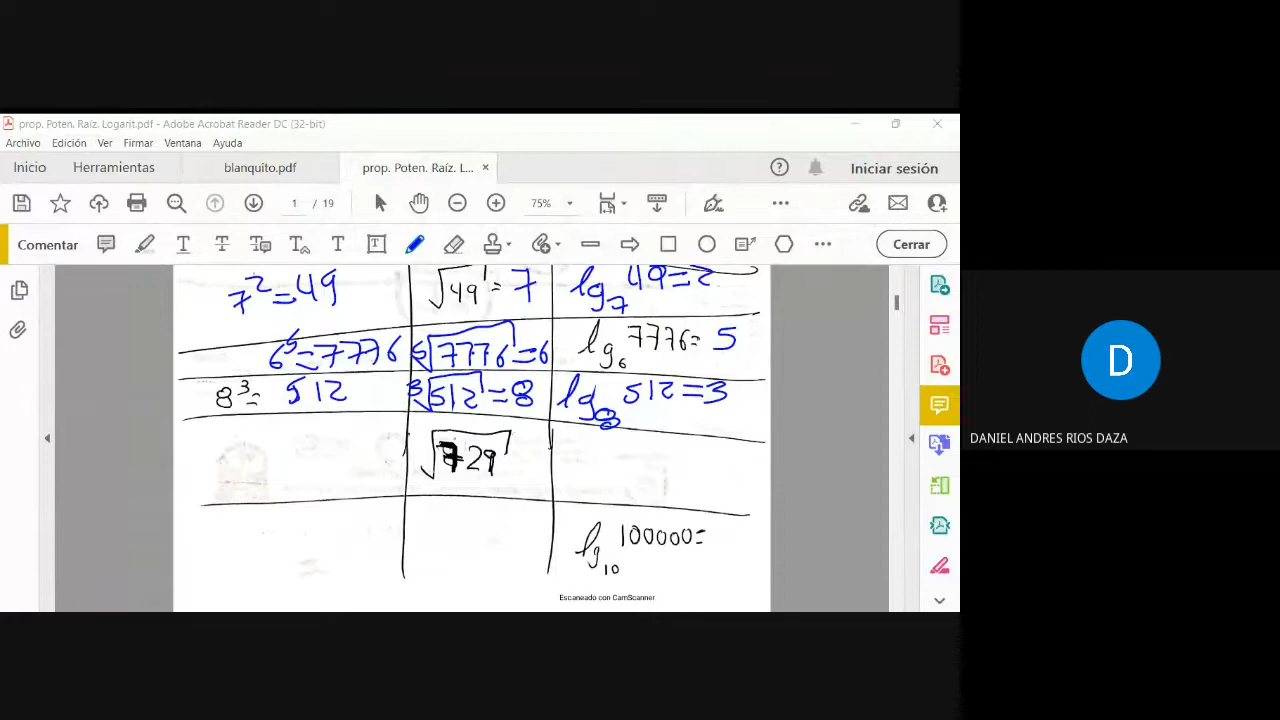 prop. Poten. Raíz. Logarit.pdf - Adobe Acrobat Reader DC (32-bit)
Archivo Edición Ver Firmar Ventana Ayuda
Inicio Herramientas blanquito.pdf prop. Poten. Raíz. L... × Iniciar sesión
1 / 19 75%
Comentar Cerrar
7² = 49 √49 = 7 lg₇ 49 = 2
6⁵ = 7776 ⁵√7776 = 6 lg₆ 7776 = 5
8³ = 512 ³√512 = 8 lg₈ 512 = 3
√729
lg₁₀ 100000 =
Escaneado con CamScanner
D
DANIEL ANDRES RIOS DAZA